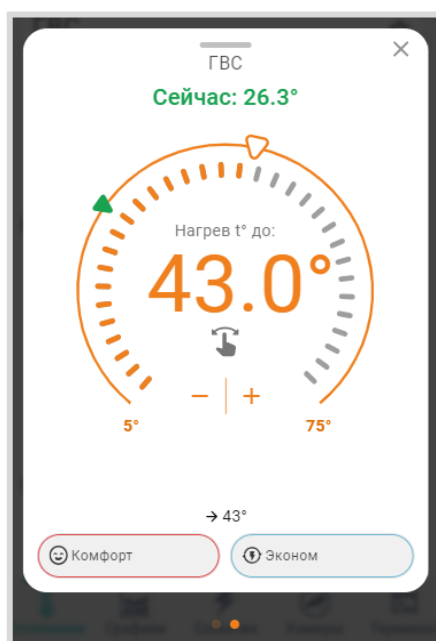 ГВС
Сейчас: 26.3°
Нагрев t° до:
43.0°
− +
5° 75°
→ 43°
Комфорт Эконом